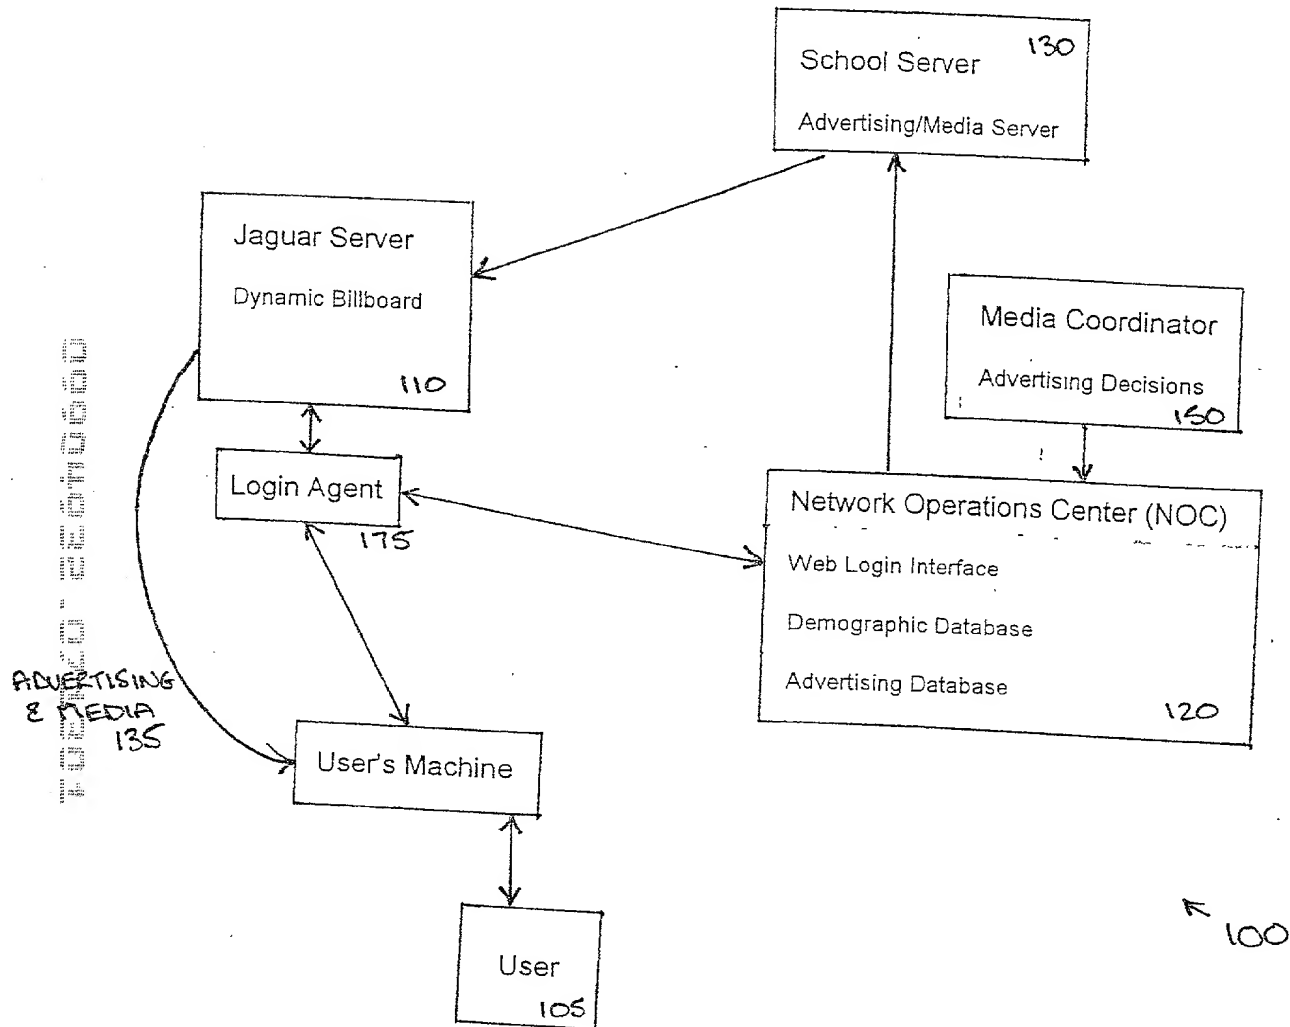 School Server
130
Advertising/Media Server
Jaguar Server
Dynamic Billboard
110
Media Coordinator
Advertising Decisions
150
Login Agent
175
Network Operations Center (NOC)
Web Login Interface
Demographic Database
Advertising Database
120
ADVERTISING
& MEDIA
135
User's Machine
User
105
100